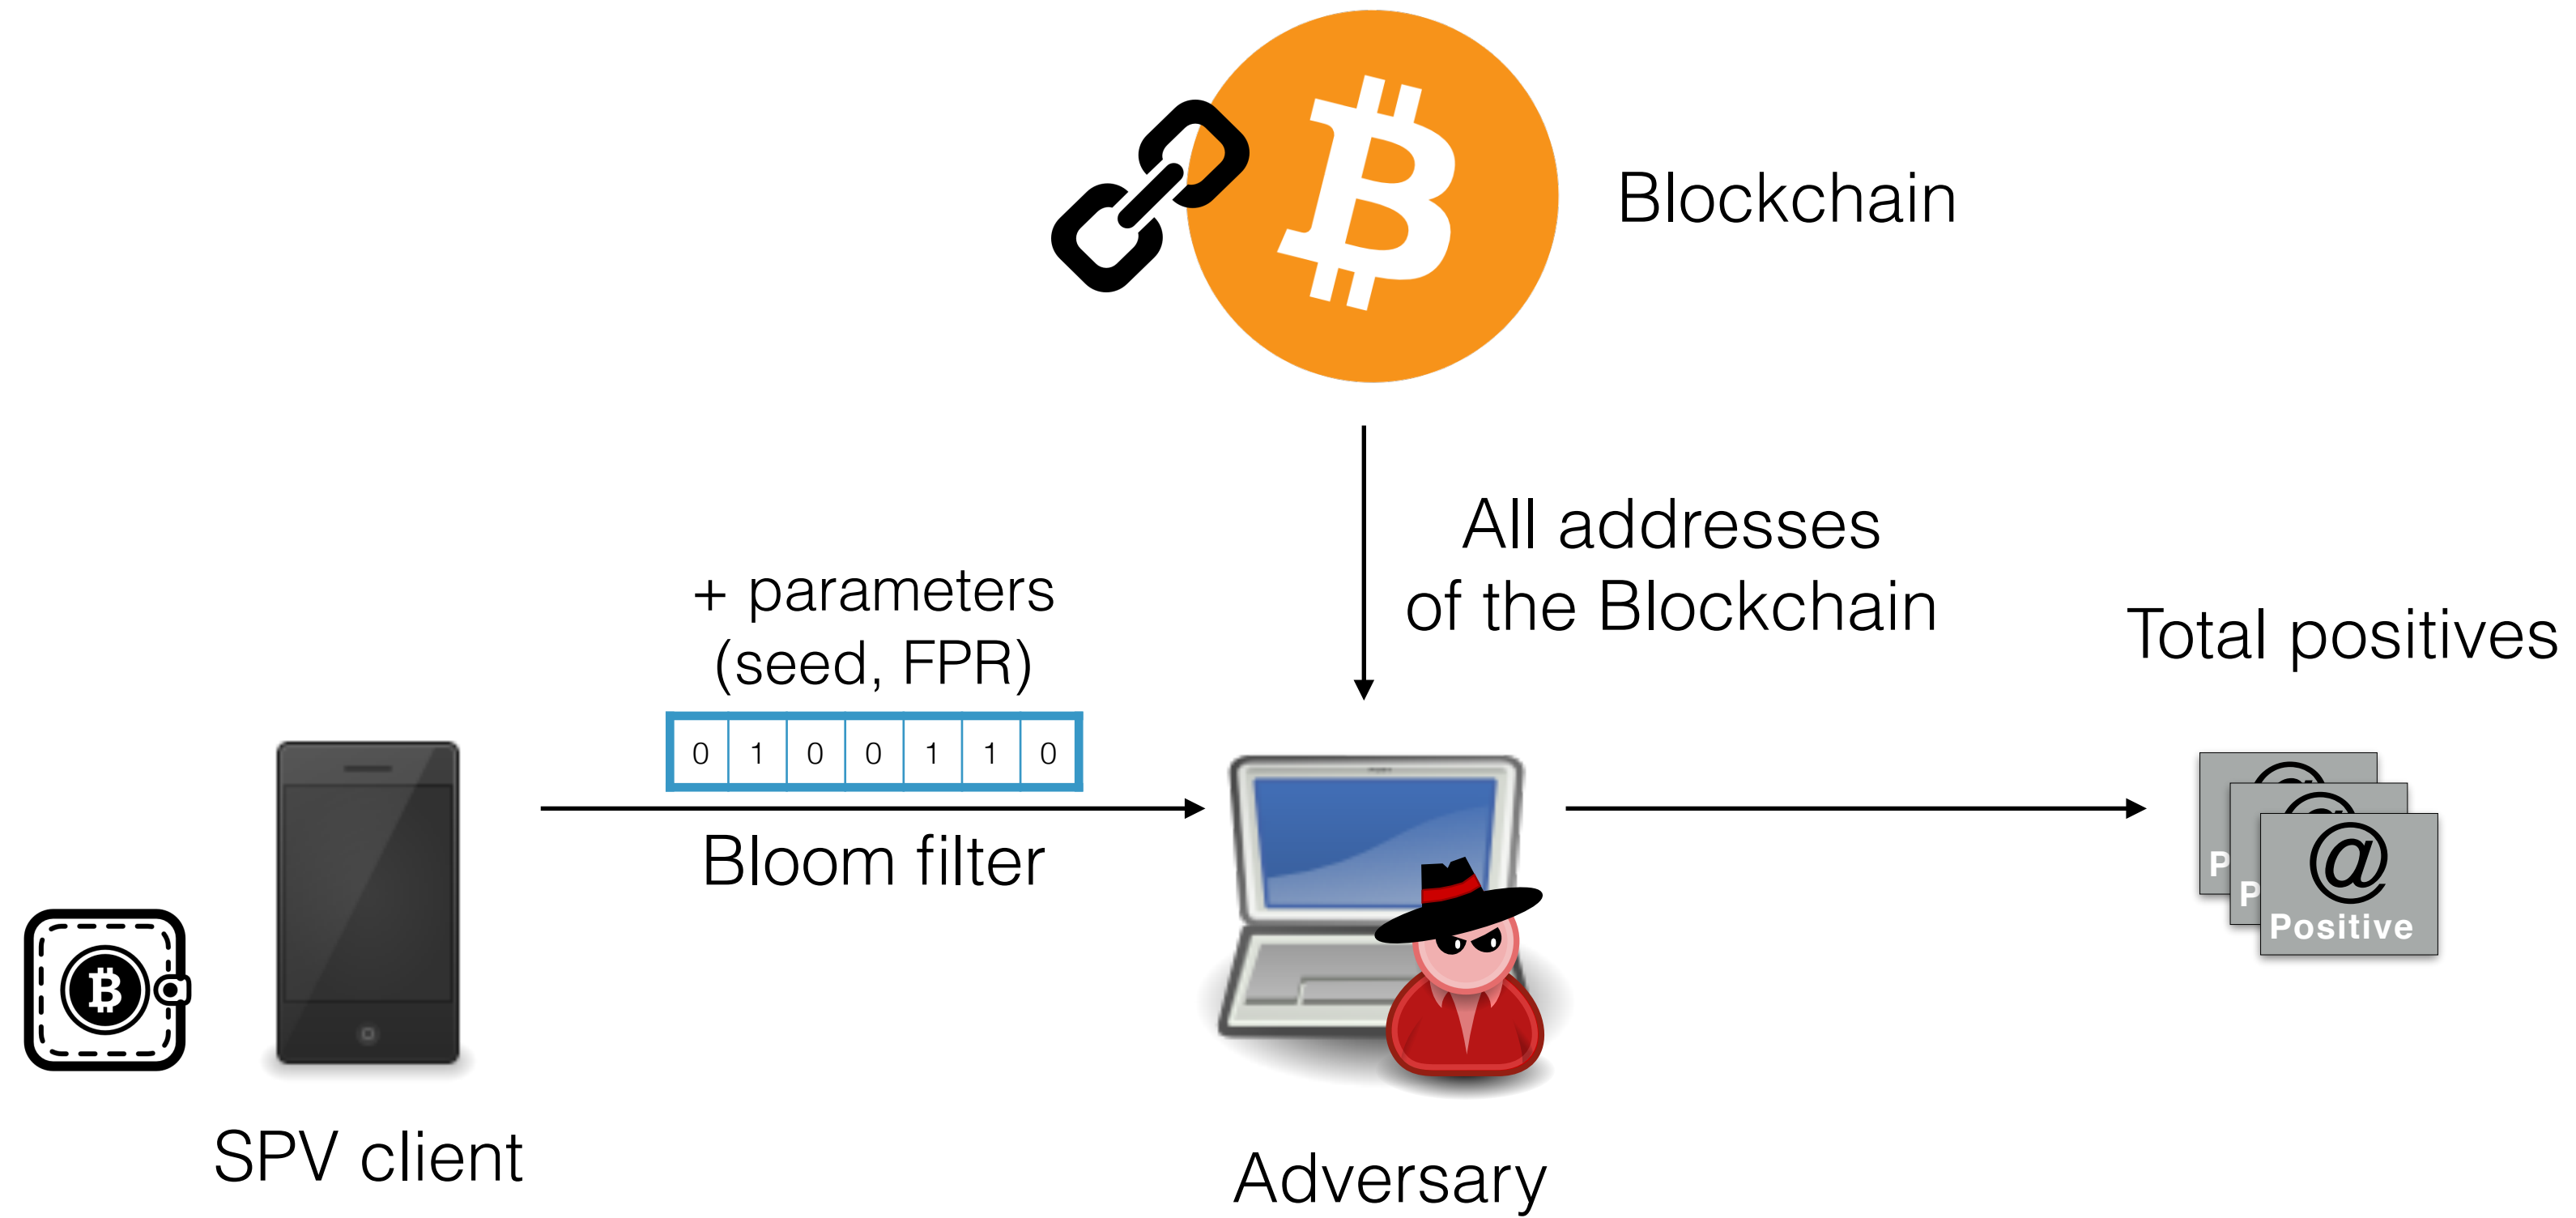 Blockchain
All addresses
of the Blockchain
+ parameters
(seed, FPR)
0 1 0 0 1 1 0
Bloom filter
Total positives
P
P
@
Positive
SPV client
Adversary